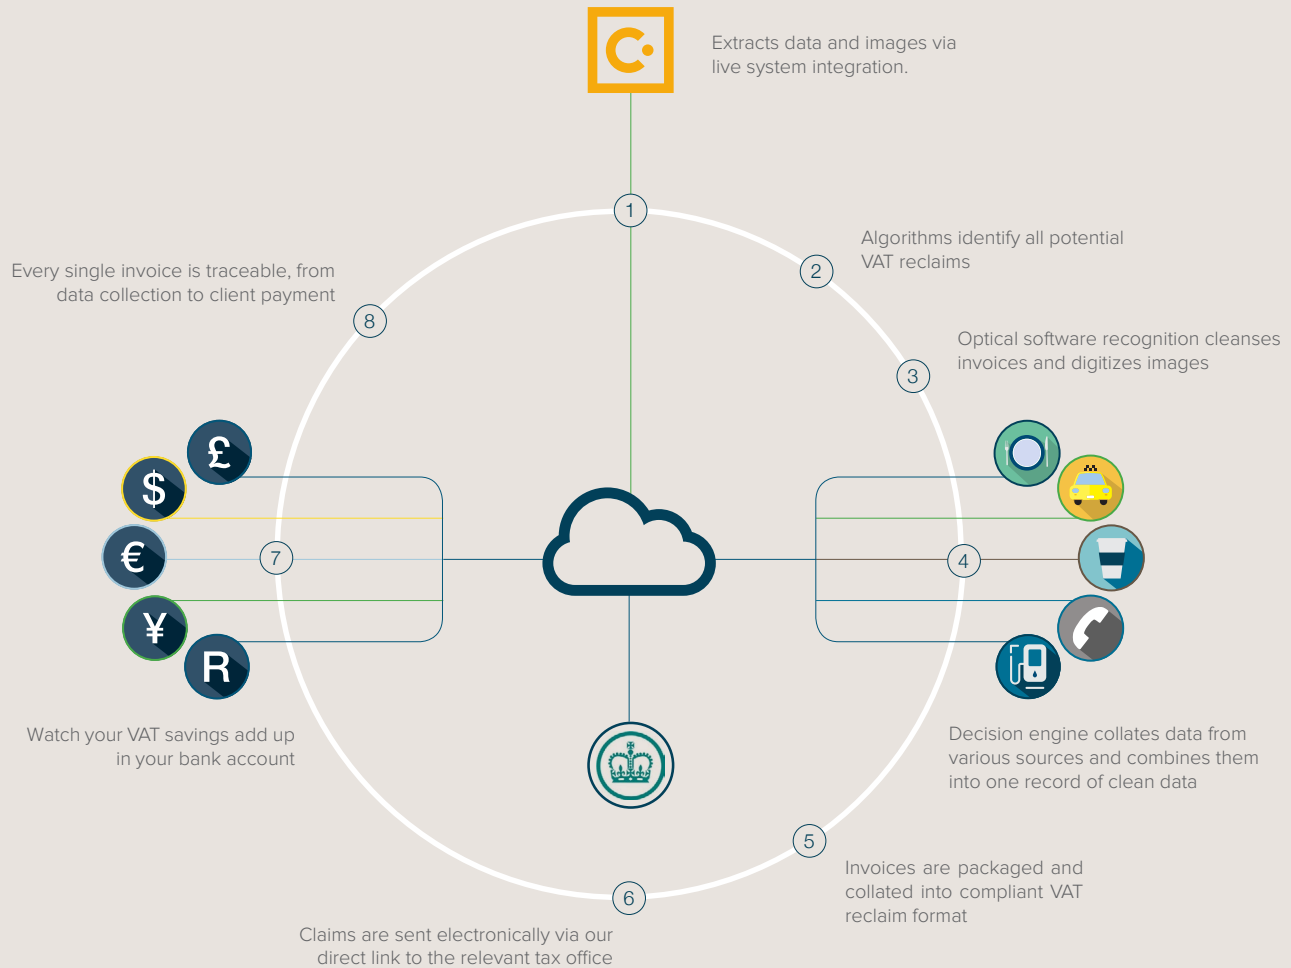 Extracts data and images via
live system integration.
1
2
Algorithms identify all potential
VAT reclaims
3
Optical software recognition cleanses
invoices and digitizes images
4
Decision engine collates data from
various sources and combines them
into one record of clean data
5
Invoices are packaged and
collated into compliant VAT
reclaim format
6
Claims are sent electronically via our
direct link to the relevant tax office
7
£
$
€
¥
R
Watch your VAT savings add up
in your bank account
8
Every single invoice is traceable, from
data collection to client payment